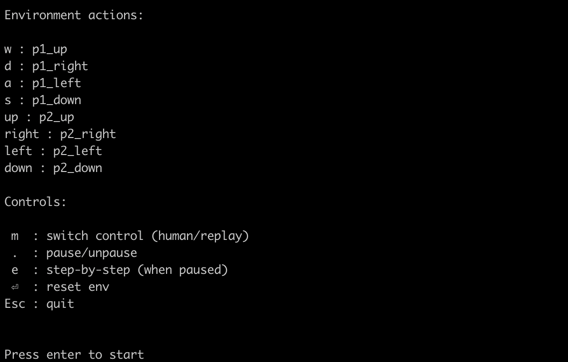 Environment actions:
w : p1_up
d : p1_right
a : p1_left
s : p1_down
up : p2_up
right : p2_right
left : p2_left
down : p2_down
Controls:
m : switch control (human/replay)
. : pause/unpause
e : step-by-step (when paused)
⏎ : reset env
Esc : quit
Press enter to start